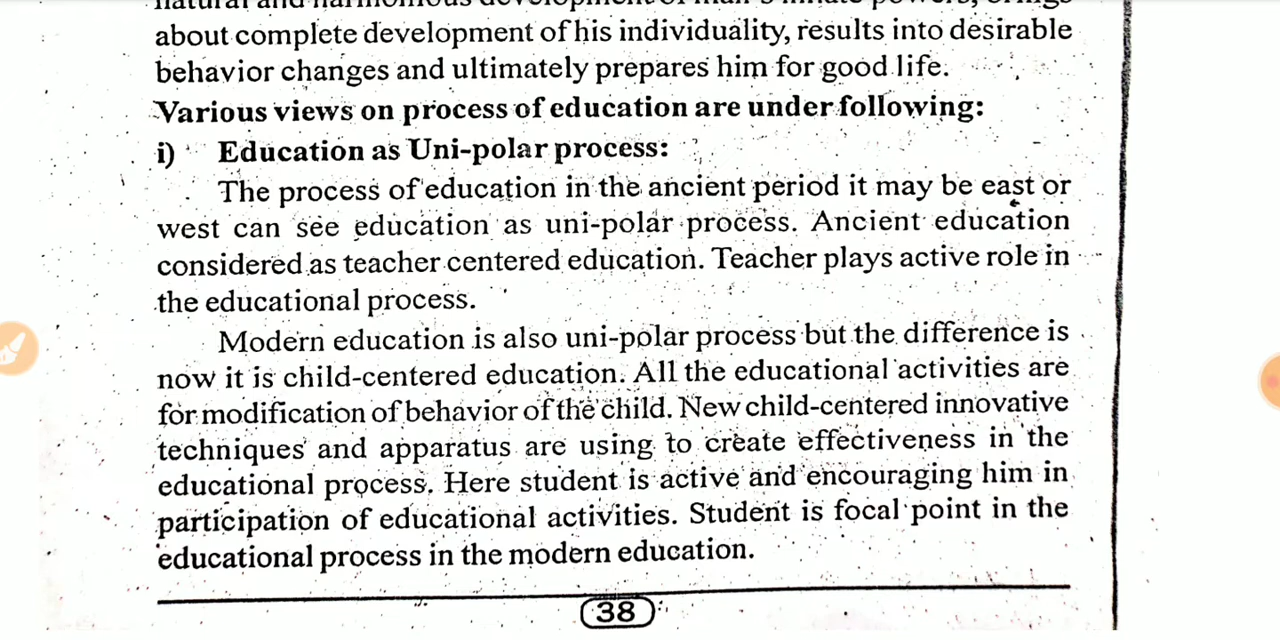 about complete development of his individuality, results into desirable
behavior changes and ultimately prepares him for good life.
Various views on process of education are under following:
i) Education as Uni-polar process:
The process of education in the ancient period it may be east or
west can see education as uni-polar process. Ancient education
considered as teacher centered education. Teacher plays active role in
the educational process.
Modern education is also uni-polar process but the difference is
now it is child-centered education. All the educational activities are
for modification of behavior of the child. New child-centered innovative
techniques and apparatus are using to create effectiveness in the
educational process. Here student is active and encouraging him in
participation of educational activities. Student is focal point in the
educational process in the modern education.
38